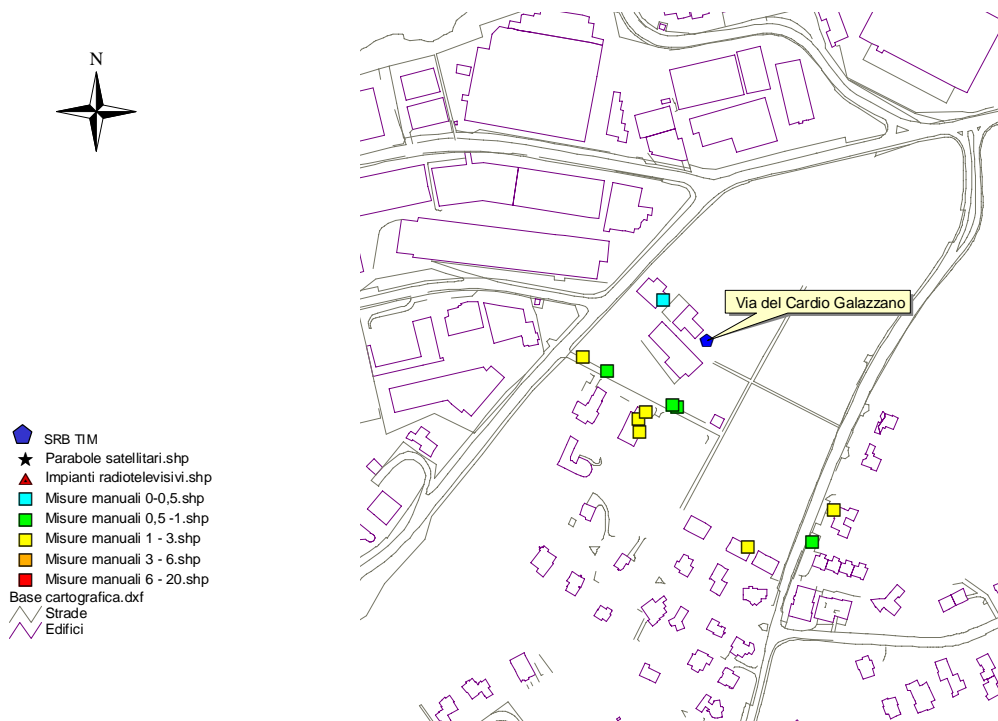 N
Via del Cardio Galazzano
SRB TIM
Parabole satellitari.shp
Impianti radiotelevisivi.shp
Misure manuali 0-0,5.shp
Misure manuali 0,5 -1.shp
Misure manuali 1 - 3.shp
Misure manuali 3 - 6.shp
Misure manuali 6 - 20.shp
Base cartografica.dxf
Strade
Edifici